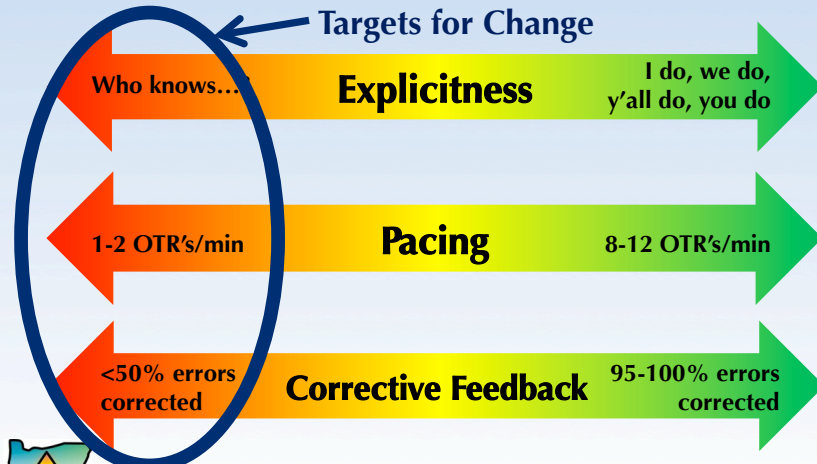 Targets for Change
Who knows…?
Explicitness
I do, we do,
y'all do, you do
1-2 OTR's/min
Pacing
8-12 OTR's/min
<50% errors
corrected
Corrective Feedback
95-100% errors
corrected